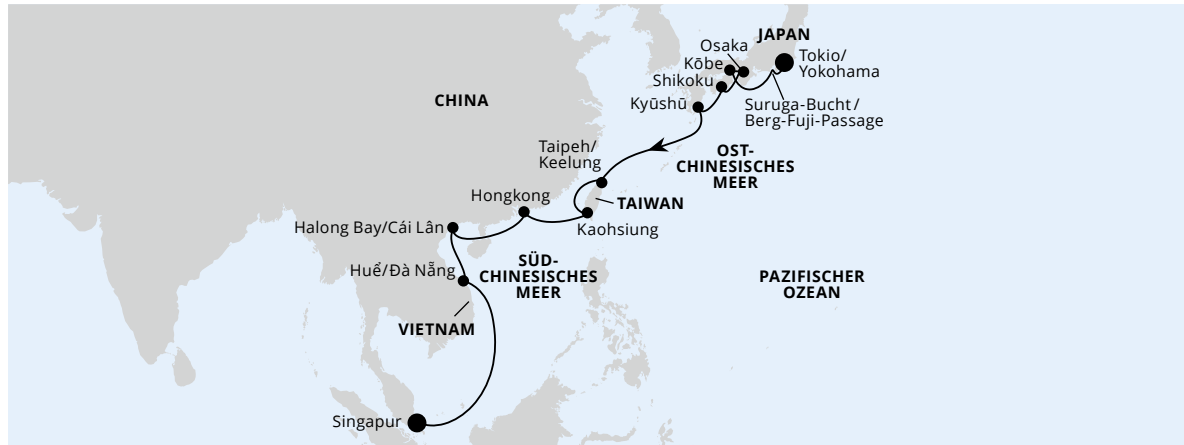 JAPAN
Osaka
Kōbe
Tokio/
Yokohama
Shikoku
Kyūshū
Suruga-Bucht/
Berg-Fuji-Passage
CHINA
Taipeh/
Keelung
OST-
CHINESISCHES
MEER
Hongkong
TAIWAN
Kaohsiung
Halong Bay/Cái Lân
SÜD-
CHINESISCHES
MEER
Huế/Đà Nẵng
PAZIFISCHER
OZEAN
VIETNAM
Singapur